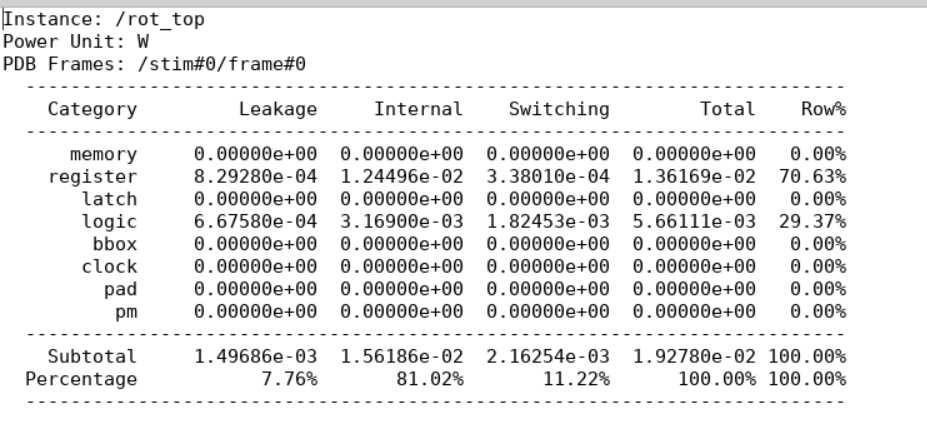 Instance: /rot_top
Power Unit: W
PDB Frames: /stim#0/frame#0
-------------------------------------------------------------------------
Category Leakage Internal Switching Total Row%
-------------------------------------------------------------------------
memory 0.00000e+00 0.00000e+00 0.00000e+00 0.00000e+00 0.00%
register 8.29280e-04 1.24496e-02 3.38010e-04 1.36169e-02 70.63%
latch 0.00000e+00 0.00000e+00 0.00000e+00 0.00000e+00 0.00%
logic 6.67580e-04 3.16900e-03 1.82453e-03 5.66111e-03 29.37%
bbox 0.00000e+00 0.00000e+00 0.00000e+00 0.00000e+00 0.00%
clock 0.00000e+00 0.00000e+00 0.00000e+00 0.00000e+00 0.00%
pad 0.00000e+00 0.00000e+00 0.00000e+00 0.00000e+00 0.00%
pm 0.00000e+00 0.00000e+00 0.00000e+00 0.00000e+00 0.00%
-------------------------------------------------------------------------
Subtotal 1.49686e-03 1.56186e-02 2.16254e-03 1.92780e-02 100.00%
Percentage 7.76% 81.02% 11.22% 100.00% 100.00%
-------------------------------------------------------------------------